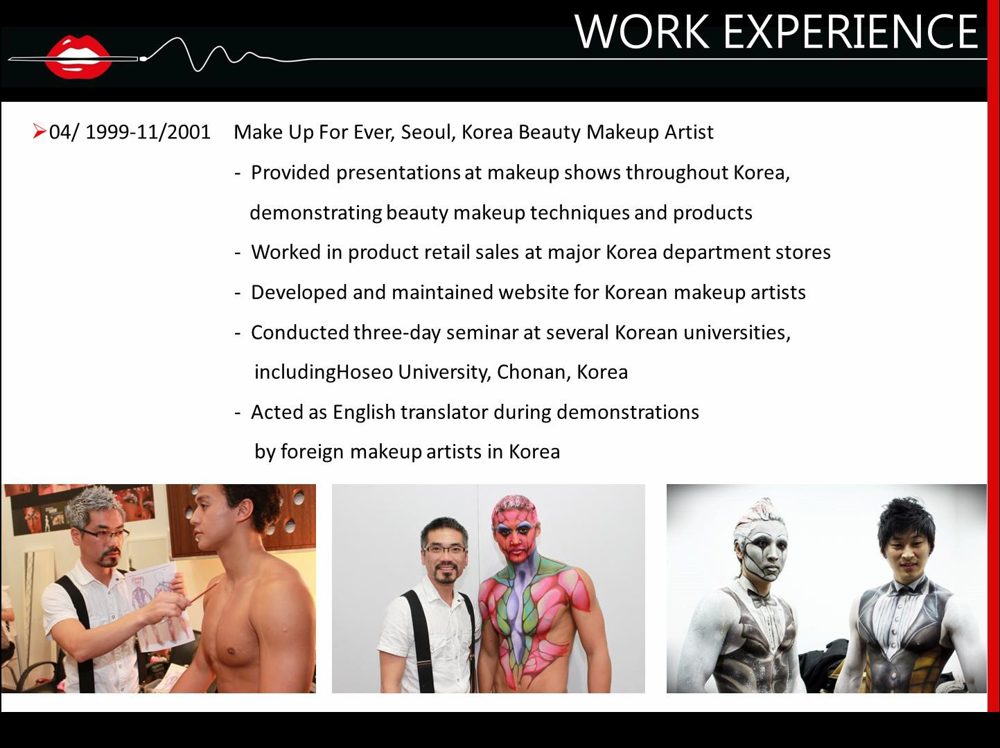 WORK EXPERIENCE
04/ 1999-11/2001 Make Up For Ever, Seoul, Korea Beauty Makeup Artist
- Provided presentations at makeup shows throughout Korea,
demonstrating beauty makeup techniques and products
- Worked in product retail sales at major Korea department stores
- Developed and maintained website for Korean makeup artists
- Conducted three-day seminar at several Korean universities,
includingHoseo University, Chonan, Korea
- Acted as English translator during demonstrations
by foreign makeup artists in Korea